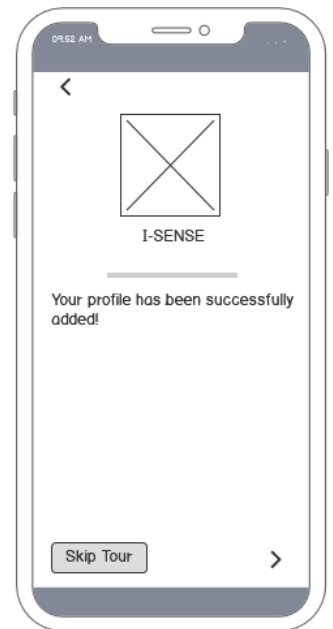 09:52 AM
I-SENSE
Your profile has been successfully
added!
Skip Tour